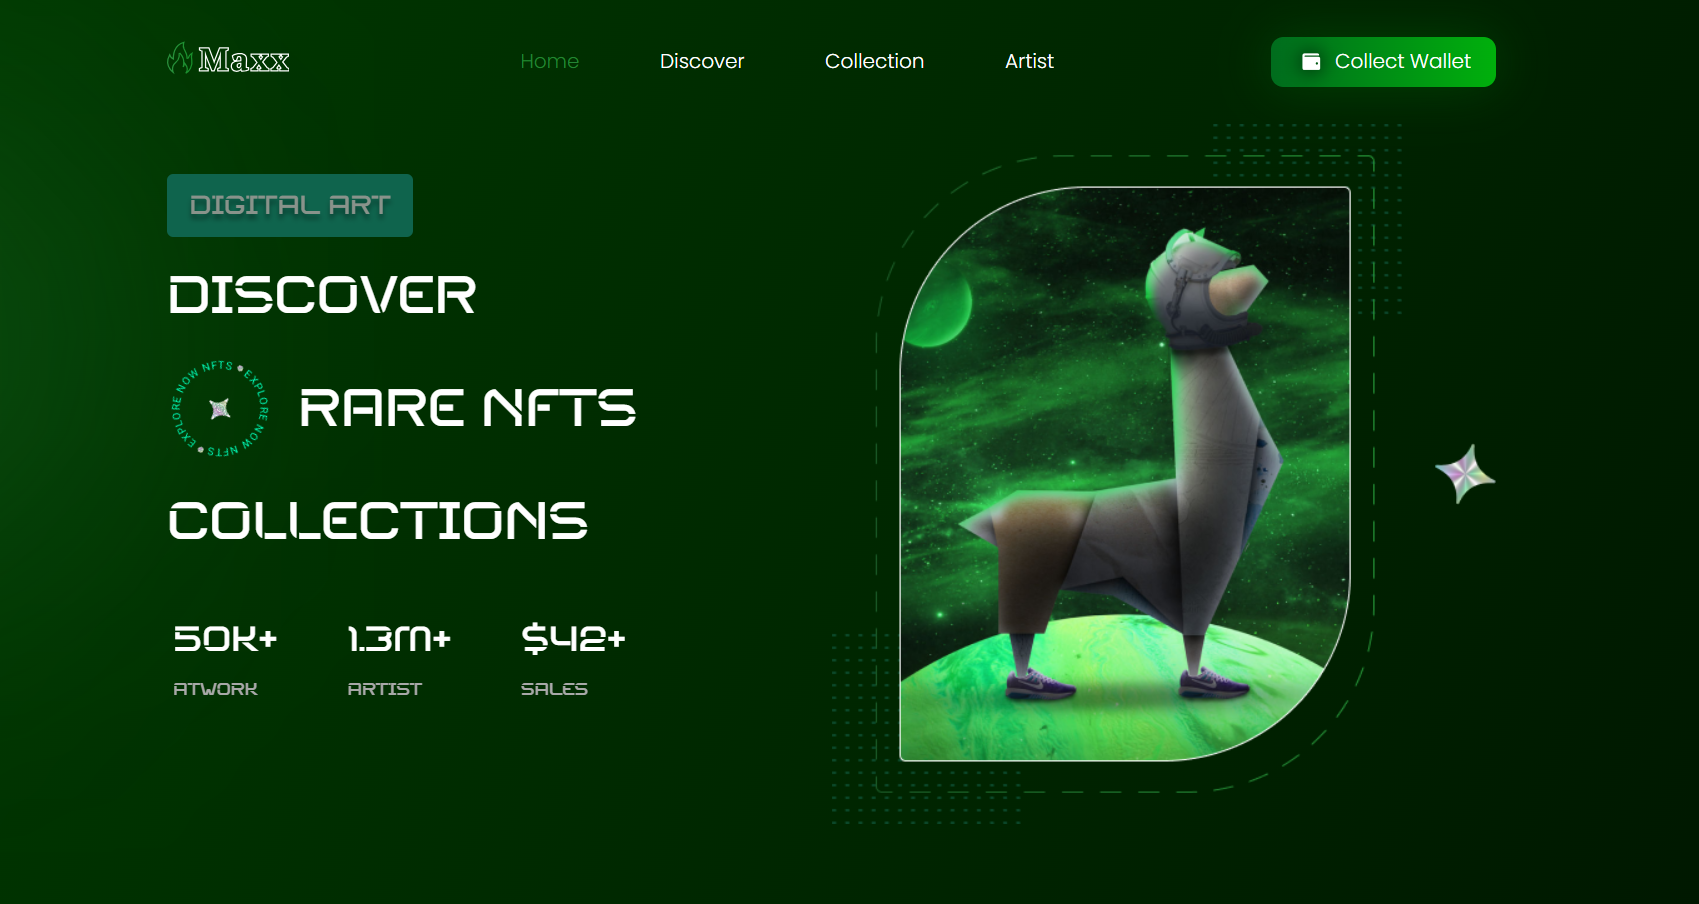 Maxx
Home
Discover
Collection
Artist
Collect Wallet
DIGITAL ART
DISCOVER
EXPLORE NOW NFTS EXPLORE NOW NFTS
RARE NFTS
COLLECTIONS
50K+
1.3M+
$42+
ATWORK
ARTIST
SALES